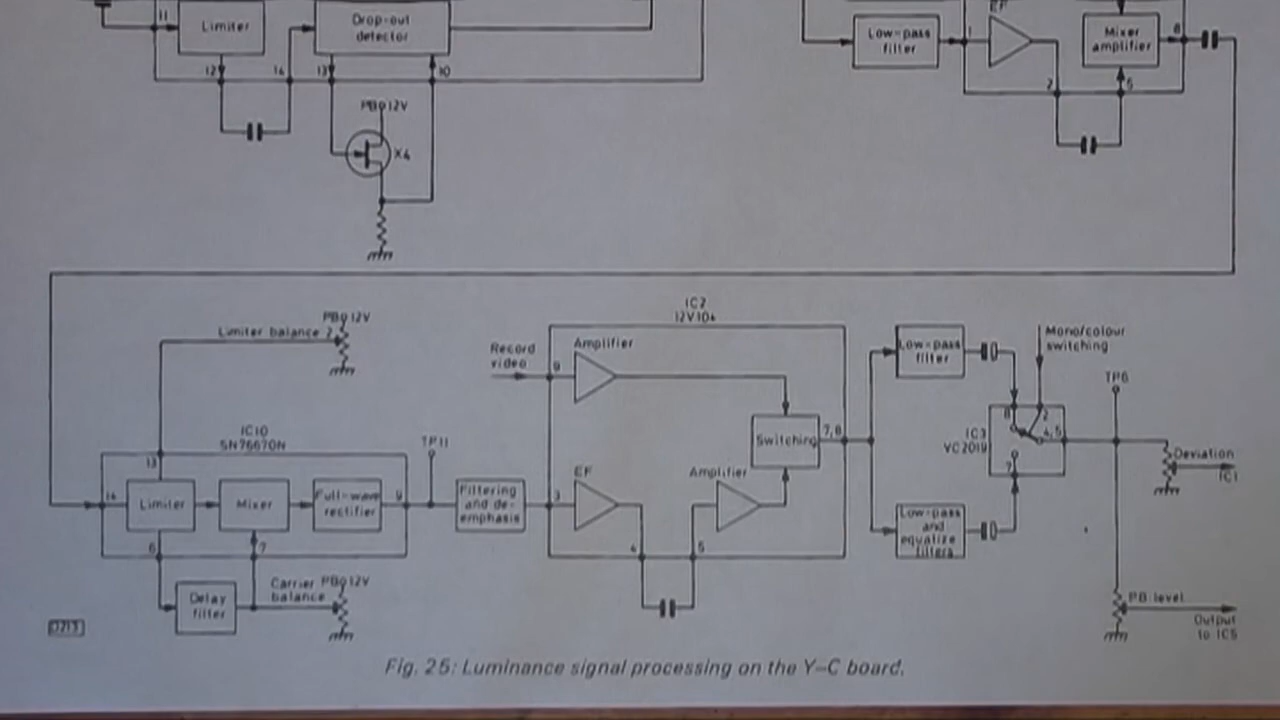 11
Limiter
Drop-out
detector
12
14
13
10
PB 12V
X4
Low-pass
filter
1
EF
Mixer
amplifier
8
2
5
Limiter balance
PB 12V
IC10
SN76670N
13
14
Limiter
Mixer
Full-wave
rectifier
9
6
7
Delay
filter
Carrier
balance
PB 12V
TP11
Filtering
and de-
emphasis
IC2
12V10
Record
video
Amplifier
9
EF
3
Amplifier
Switching
7,8
4
5
Low-pass
filter
Low-pass
and
equalize
filters
Mono/colour
switching
IC3
VC2019
8
2
4,5
7
TP6
Deviation
IC1
PB level
Output
to IC5
Fig. 25: Luminance signal processing on the Y–C board.